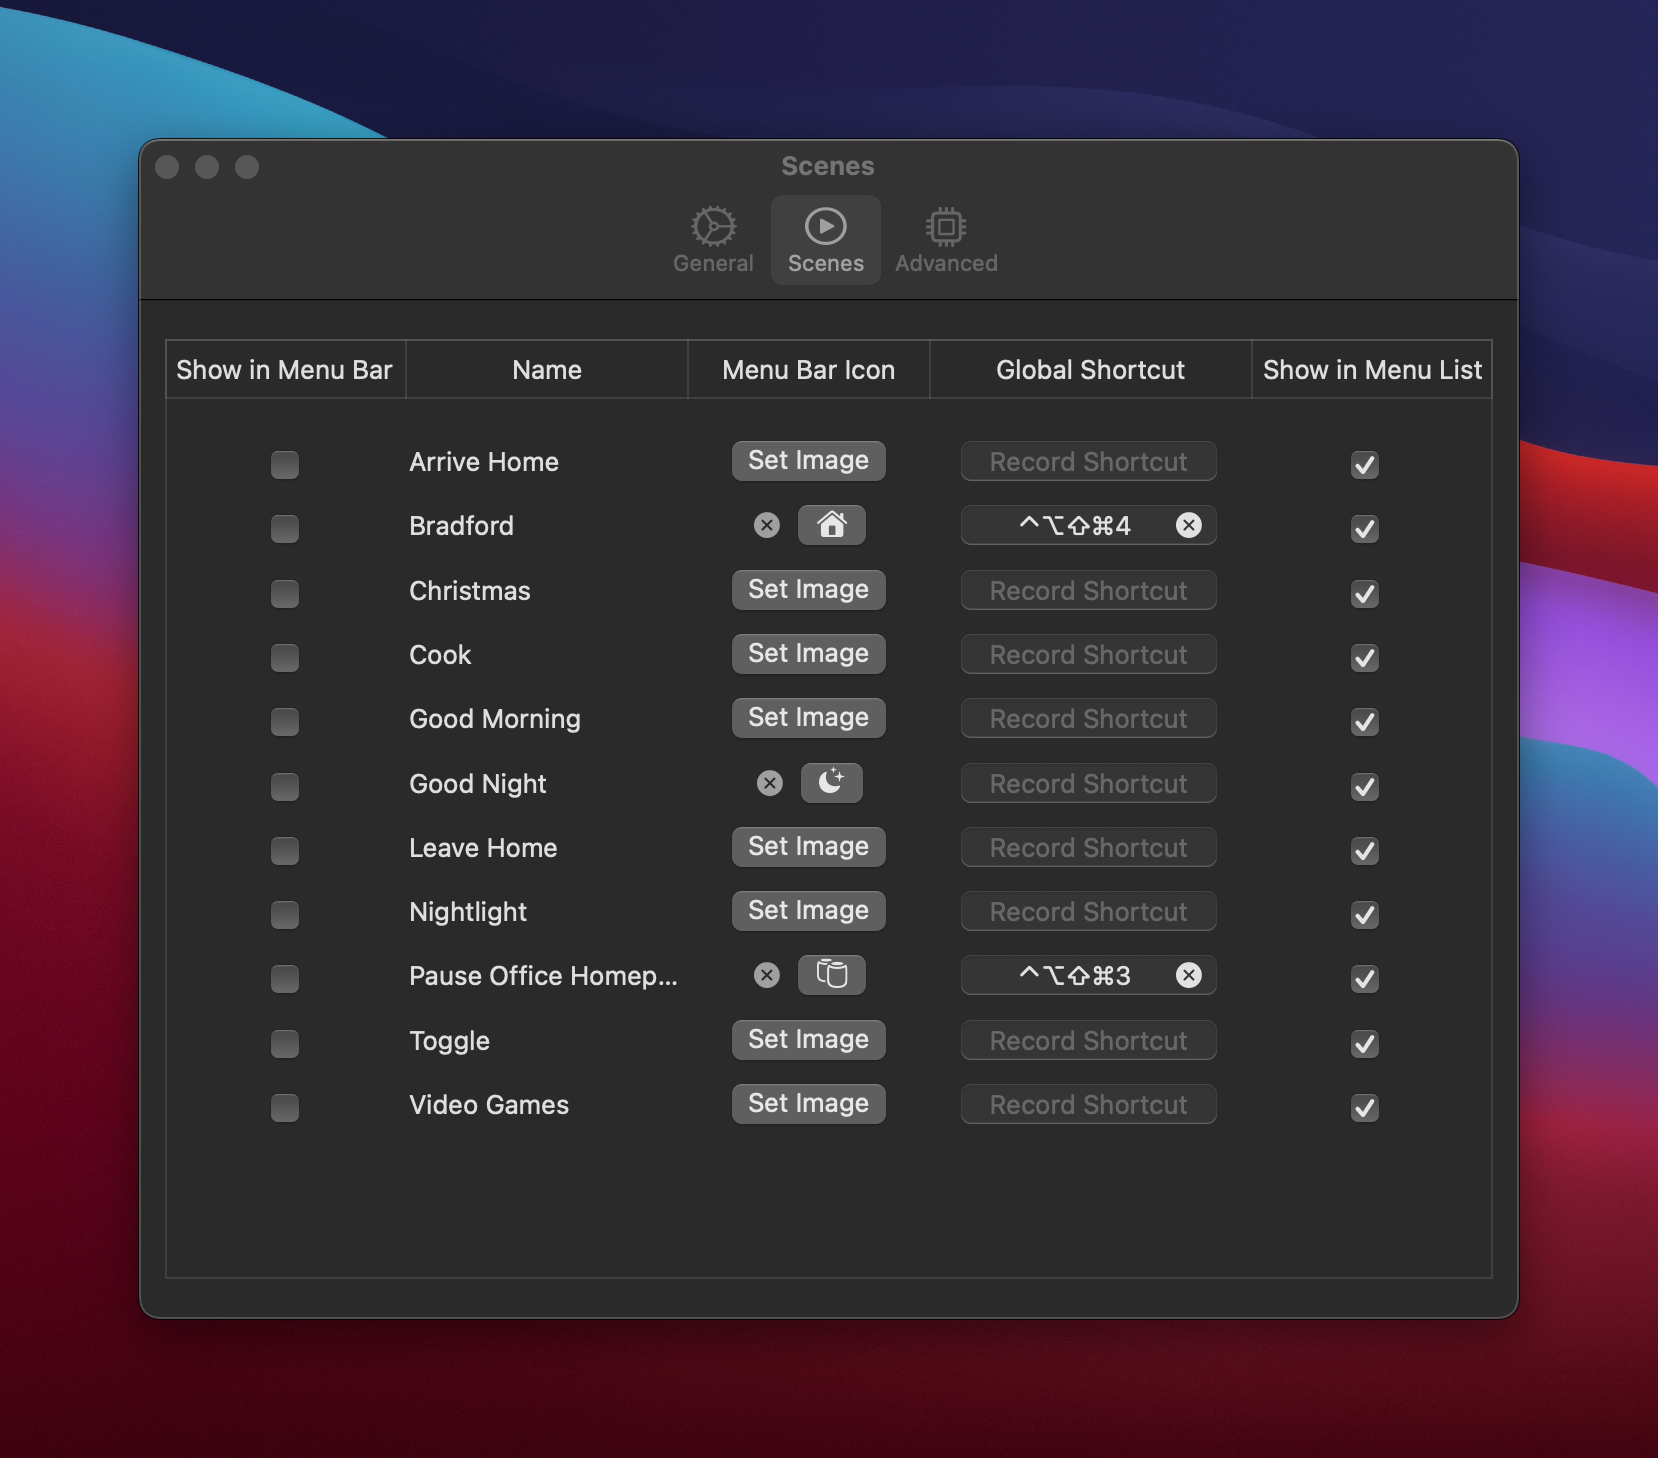 Scenes
General Scenes Advanced
Show in Menu Bar Name Menu Bar Icon Global Shortcut Show in Menu List
Arrive Home Set Image Record Shortcut
Bradford ^⌥⇧⌘4
Christmas Set Image Record Shortcut
Cook Set Image Record Shortcut
Good Morning Set Image Record Shortcut
Good Night Record Shortcut
Leave Home Set Image Record Shortcut
Nightlight Set Image Record Shortcut
Pause Office Homep... ^⌥⇧⌘3
Toggle Set Image Record Shortcut
Video Games Set Image Record Shortcut